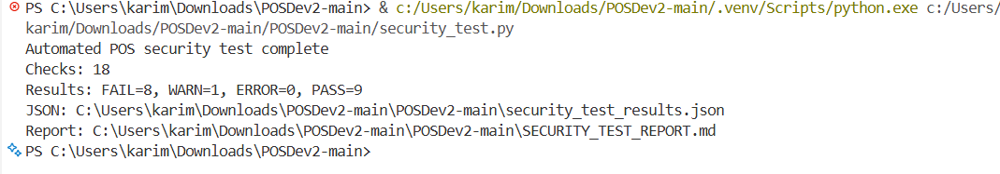 PS C:\Users\karim\Downloads\POSDev2-main> & c:/Users/karim/Downloads/POSDev2-main/.venv/Scripts/python.exe c:/Users/
karim/Downloads/POSDev2-main/POSDev2-main/security_test.py
Automated POS security test complete
Checks: 18
Results: FAIL=8, WARN=1, ERROR=0, PASS=9
JSON: C:\Users\karim\Downloads\POSDev2-main\POSDev2-main\security_test_results.json
Report: C:\Users\karim\Downloads\POSDev2-main\POSDev2-main\SECURITY_TEST_REPORT.md
PS C:\Users\karim\Downloads\POSDev2-main>